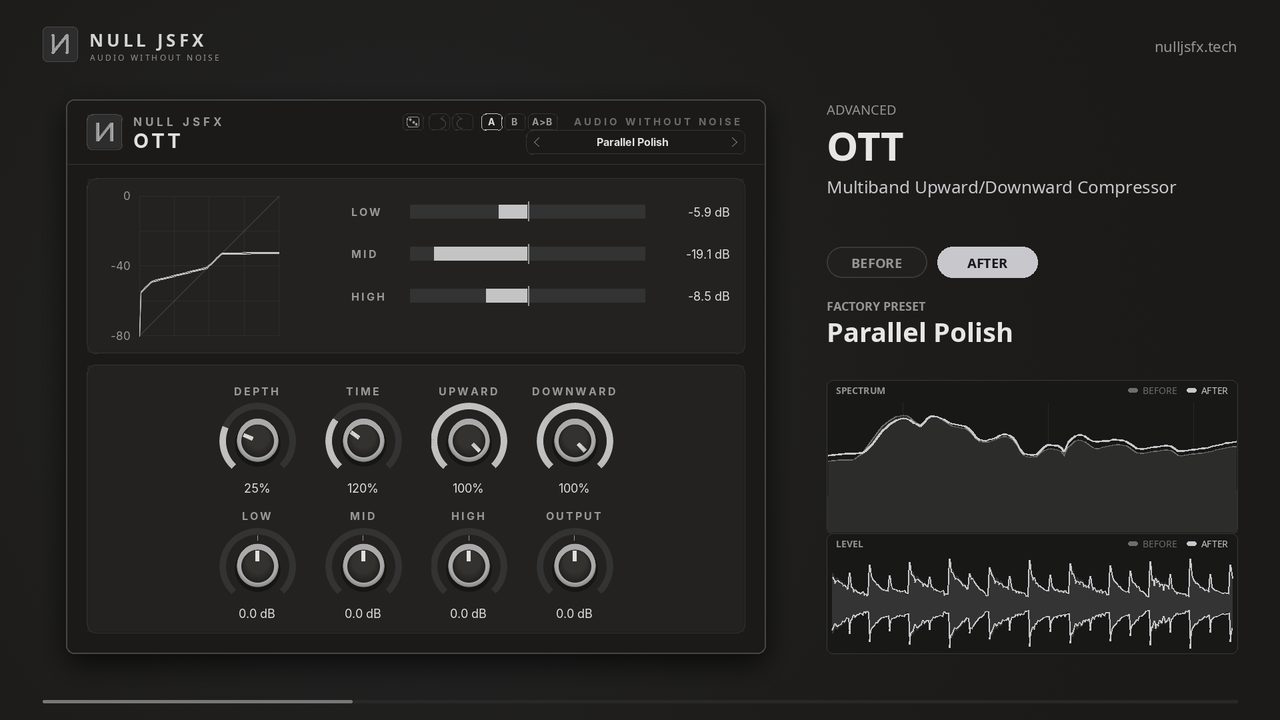 NULL JSFX
AUDIO WITHOUT NOISE
nulljsfx.tech
NULL JSFX
OTT
A B A>B AUDIO WITHOUT NOISE
Parallel Polish
0
-40
-80
LOW -5.9 dB
MID -19.1 dB
HIGH -8.5 dB
DEPTH TIME UPWARD DOWNWARD
25% 120% 100% 100%
LOW MID HIGH OUTPUT
0.0 dB 0.0 dB 0.0 dB 0.0 dB
ADVANCED
OTT
Multiband Upward/Downward Compressor
BEFORE AFTER
FACTORY PRESET
Parallel Polish
SPECTRUM BEFORE AFTER
LEVEL BEFORE AFTER